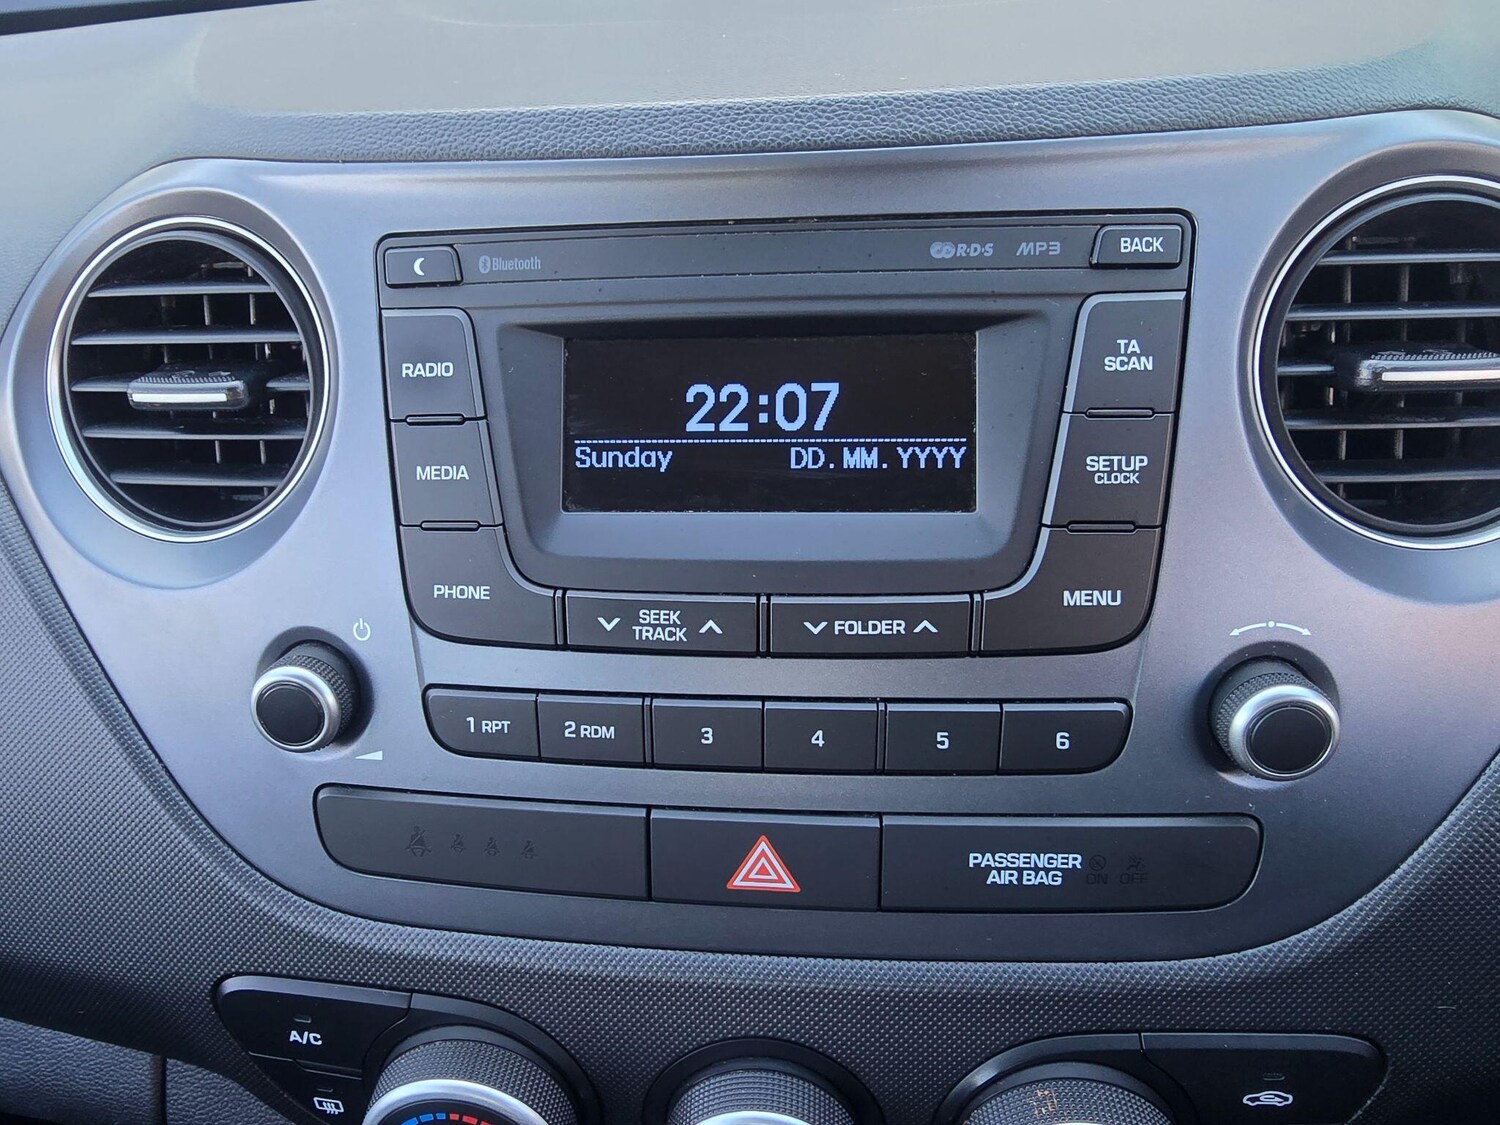 Bluetooth
R·D·S MP3
BACK
RADIO
TA
SCAN
22:07
Sunday DD.MM.YYYY
MEDIA
SETUP
CLOCK
PHONE
SEEK
TRACK
FOLDER
MENU
1 RPT
2 RDM
3
4
5
6
PASSENGER
AIR BAG
ON OFF
A/C